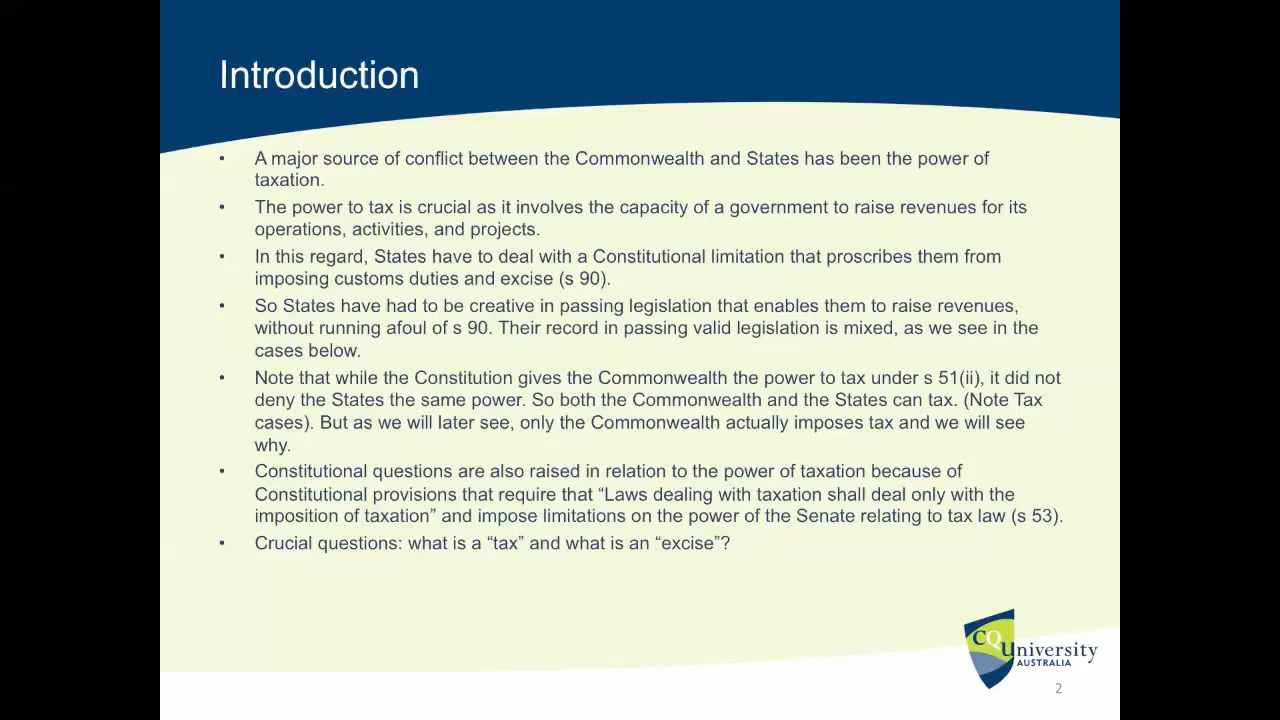 Introduction
• A major source of conflict between the Commonwealth and States has been the power of
taxation.
• The power to tax is crucial as it involves the capacity of a government to raise revenues for its
operations, activities, and projects.
• In this regard, States have to deal with a Constitutional limitation that proscribes them from
imposing customs duties and excise (s 90).
• So States have had to be creative in passing legislation that enables them to raise revenues,
without running afoul of s 90. Their record in passing valid legislation is mixed, as we see in the
cases below.
• Note that while the Constitution gives the Commonwealth the power to tax under s 51(ii), it did not
deny the States the same power. So both the Commonwealth and the States can tax. (Note Tax
cases). But as we will later see, only the Commonwealth actually imposes tax and we will see
why.
• Constitutional questions are also raised in relation to the power of taxation because of
Constitutional provisions that require that “Laws dealing with taxation shall deal only with the
imposition of taxation” and impose limitations on the power of the Senate relating to tax law (s 53).
• Crucial questions: what is a “tax” and what is an “excise”?
CQUniversity
AUSTRALIA
2